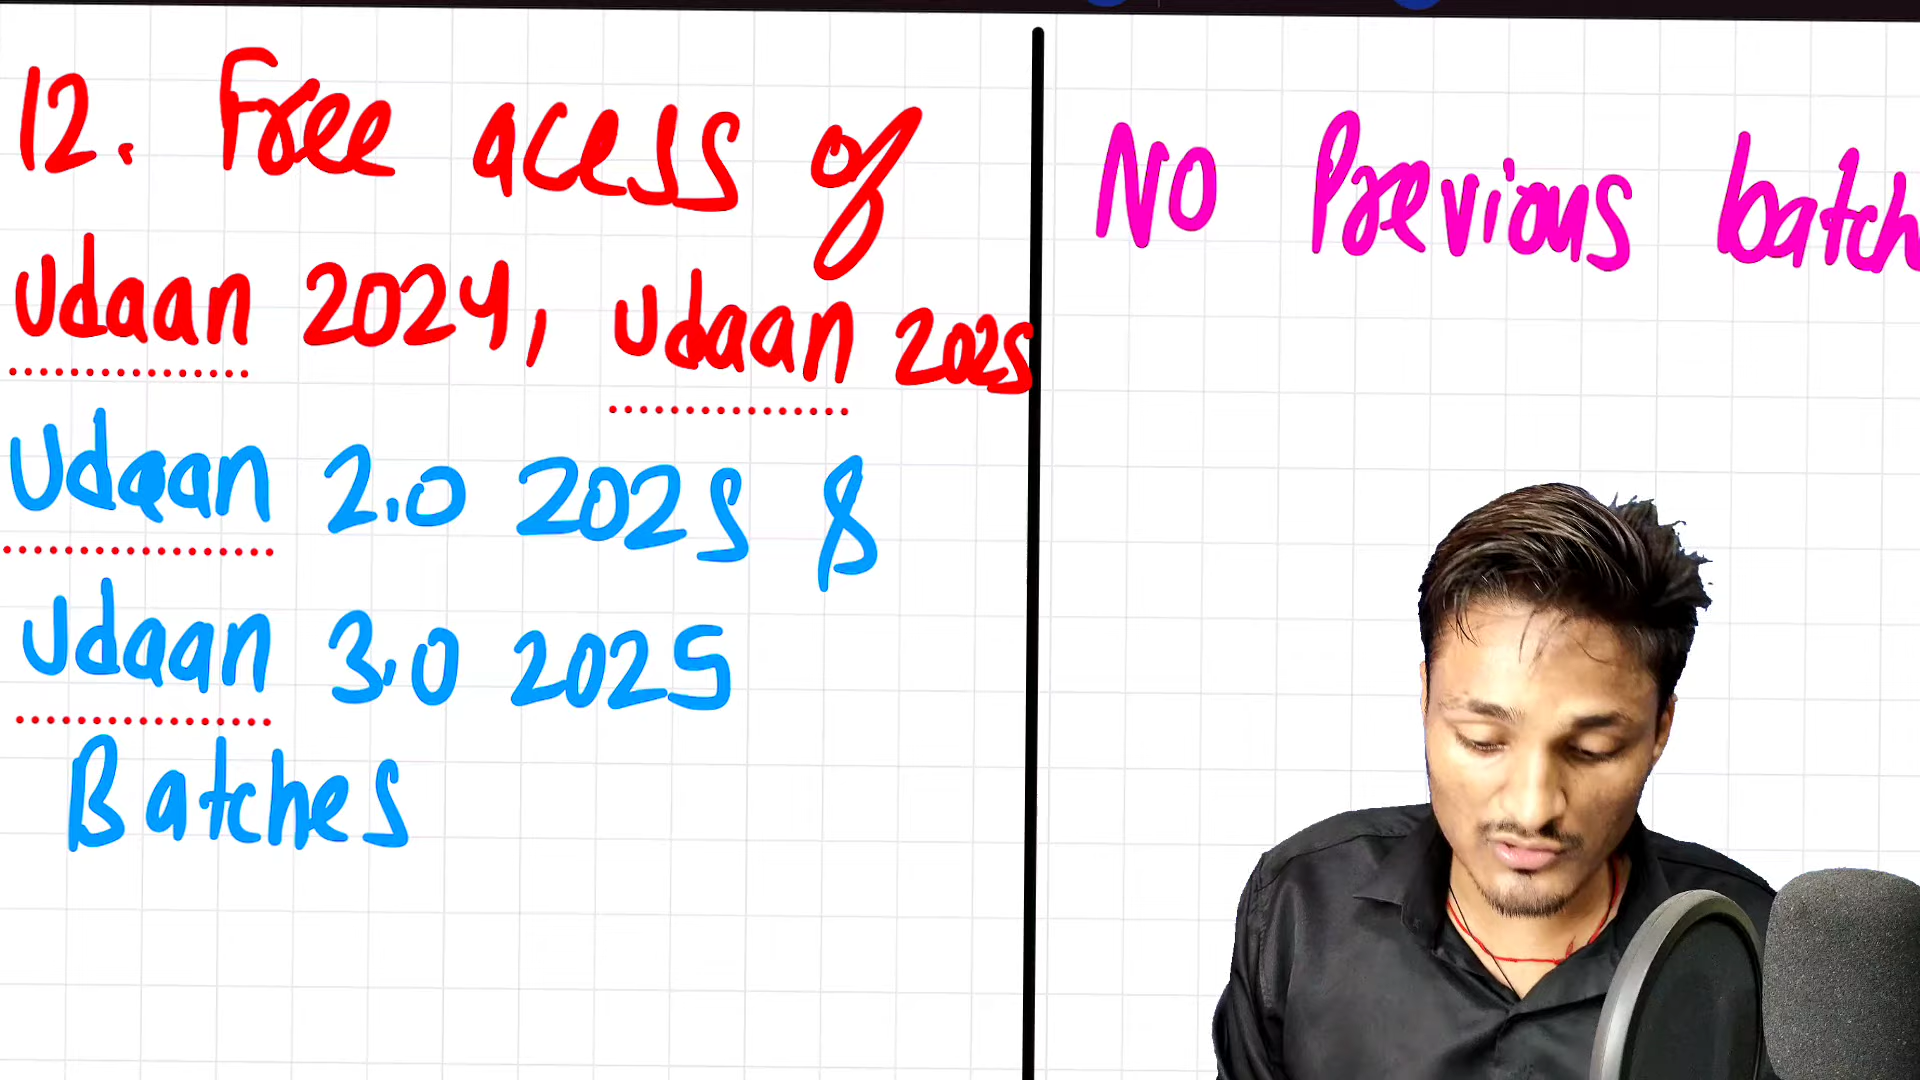 12. Free acess of
Udaan 2024, Udaan 2025
Udaan 2.0 2025 &
Udaan 3.0 2025
Batches
No Previous batch